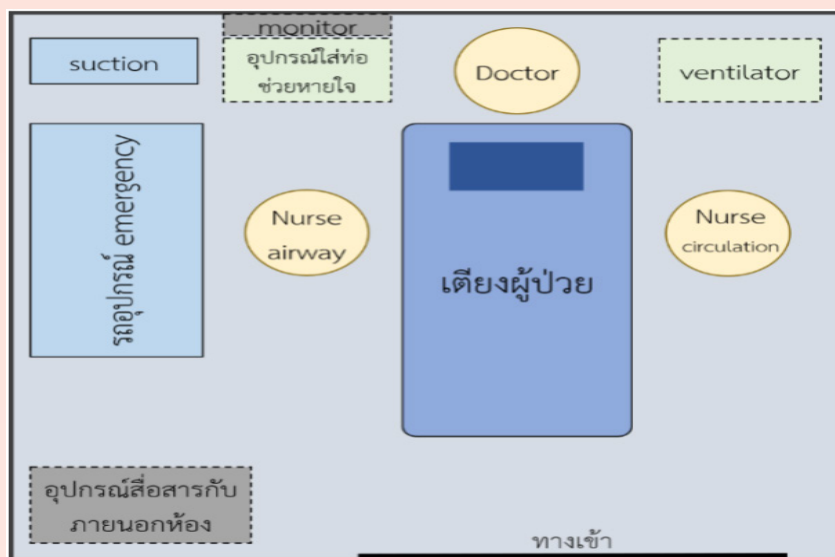 monitor
suction
อุปกรณ์ใส่ท่อ
ช่วยหายใจ
Doctor
ventilator
รถอุปกรณ์ emergency
Nurse
airway
Nurse
circulation
เตียงผู้ป่วย
อุปกรณ์สื่อสารกับ
ภายนอกห้อง
ทางเข้า